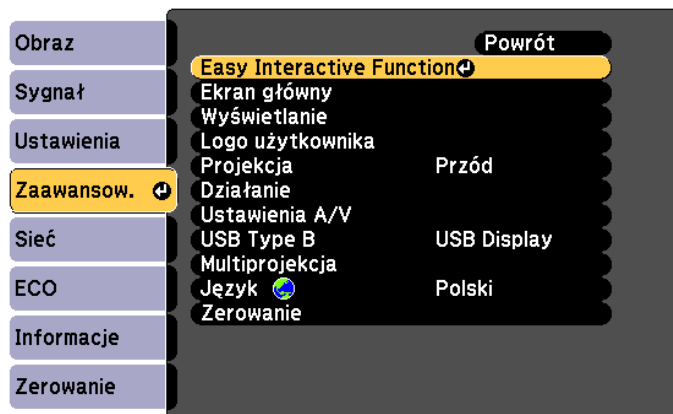 Obraz
Sygnał
Ustawienia
Zaawansow.
Sieć
ECO
Informacje
Zerowanie
Powrót
Easy Interactive Function
Ekran główny
Wyświetlanie
Logo użytkownika
Projekcja Przód
Działanie
Ustawienia A/V
USB Type B USB Display
Multiprojekcja
Język Polski
Zerowanie